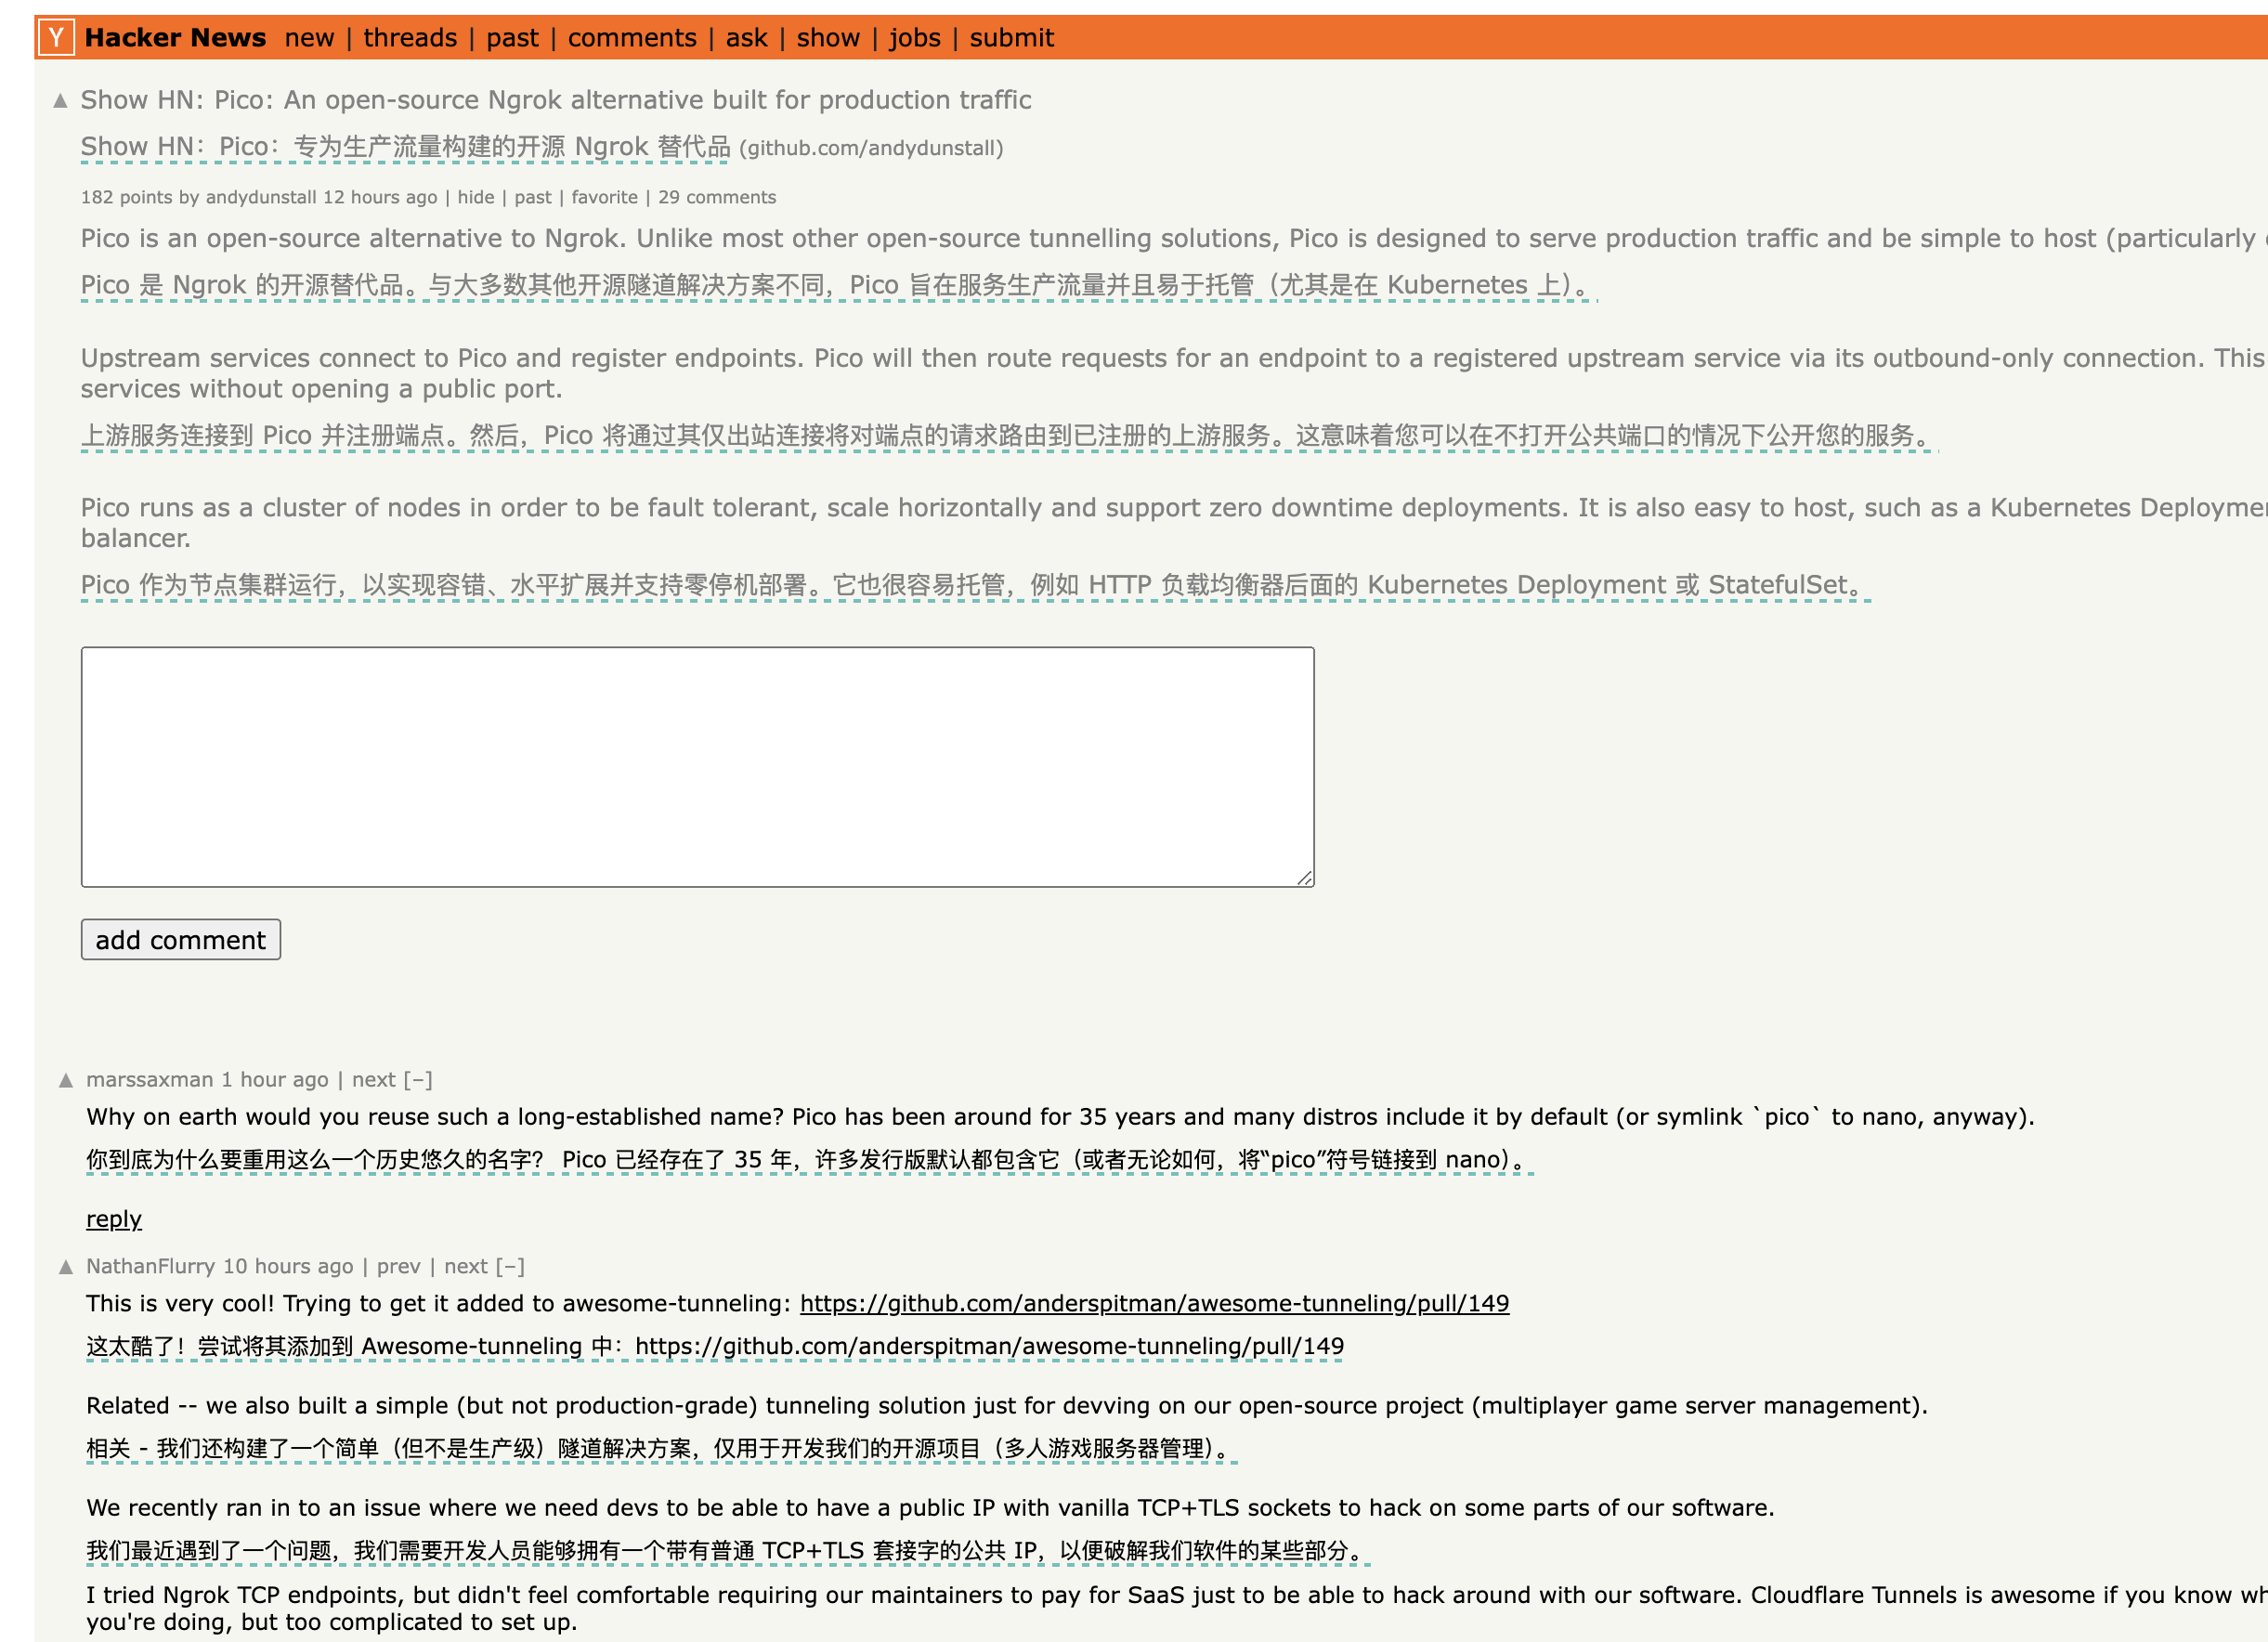 Y Hacker News new | threads | past | comments | ask | show | jobs | submit
▲ Show HN: Pico: An open-source Ngrok alternative built for production traffic
Show HN：Pico：专为生产流量构建的开源 Ngrok 替代品 (github.com/andydunstall)
182 points by andydunstall 12 hours ago | hide | past | favorite | 29 comments
Pico is an open-source alternative to Ngrok. Unlike most other open-source tunnelling solutions, Pico is designed to serve production traffic and be simple to host (particularly
Pico 是 Ngrok 的开源替代品。与大多数其他开源隧道解决方案不同，Pico 旨在服务生产流量并且易于托管（尤其是在 Kubernetes 上）。
Upstream services connect to Pico and register endpoints. Pico will then route requests for an endpoint to a registered upstream service via its outbound-only connection. This
services without opening a public port.
上游服务连接到 Pico 并注册端点。然后，Pico 将通过其仅出站连接将对端点的请求路由到已注册的上游服务。这意味着您可以在不打开公共端口的情况下公开您的服务。
Pico runs as a cluster of nodes in order to be fault tolerant, scale horizontally and support zero downtime deployments. It is also easy to host, such as a Kubernetes
balancer.
Pico 作为节点集群运行，以实现容错、水平扩展并支持零停机部署。它也很容易托管，例如 HTTP 负载均衡器后面的 Kubernetes Deployment 或 StatefulSet。
add comment
▲ marssaxman 1 hour ago | next [–]
Why on earth would you reuse such a long-established name? Pico has been around for 35 years and many distros include it by default (or symlink `pico` to nano, anyway).
你到底为什么要重用这么一个历史悠久的名字？ Pico 已经存在了 35 年，许多发行版默认都包含它（或者无论如何，将“pico”符号链接到 nano）。
reply
▲ NathanFlurry 10 hours ago | prev | next [–]
This is very cool! Trying to get it added to awesome-tunneling: https://github.com/anderspitman/awesome-tunneling/pull/149
这太酷了！尝试将其添加到 Awesome-tunneling 中：https://github.com/anderspitman/awesome-tunneling/pull/149
Related -- we also built a simple (but not production-grade) tunneling solution just for devving on our open-source project (multiplayer game server management).
相关 - 我们还构建了一个简单（但不是生产级）隧道解决方案，仅用于开发我们的开源项目（多人游戏服务器管理）。
We recently ran in to an issue where we need devs to be able to have a public IP with vanilla TCP+TLS sockets to hack on some parts of our software.
我们最近遇到了一个问题，我们需要开发人员能够拥有一个带有普通 TCP+TLS 套接字的公共 IP，以便破解我们软件的某些部分。
I tried Ngrok TCP endpoints, but didn't feel comfortable requiring our maintainers to pay for SaaS just to be able to hack around with our software. Cloudflare Tunnels is awesome if you know
you're doing, but too complicated to set up.